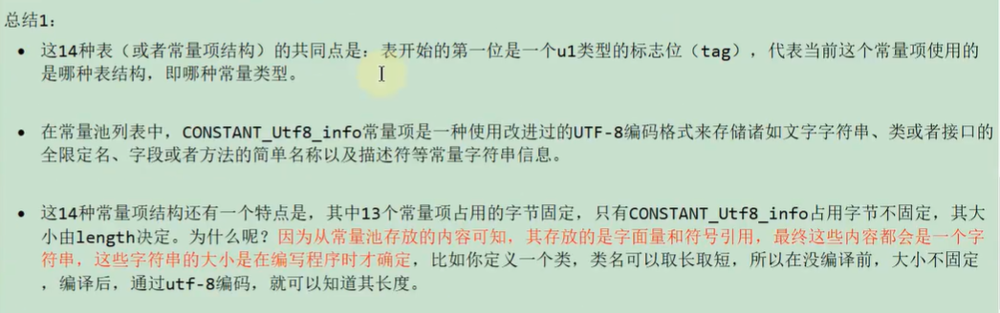 总结1:
• 这14种表（或者常量项结构）的共同点是：表开始的第一位是一个u1类型的标志位（tag），代表当前这个常量项使用的
是哪种表结构，即哪种常量类型。
• 在常量池列表中，CONSTANT_Utf8_info常量项是一种使用改进过的UTF-8编码格式来存储诸如文字字符串、类或者接口的
全限定名、字段或者方法的简单名称以及描述符等常量字符串信息。
• 这14种常量项结构还有一个特点是，其中13个常量项占用的字节固定，只有CONSTANT_Utf8_info占用字节不固定，其大
小由length决定。为什么呢？因为从常量池存放的内容可知，其存放的是字面量和符号引用，最终这些内容都会是一个字
符串，这些字符串的大小是在编写程序时才确定，比如你定义一个类，类名可以取长取短，所以在没编译前，大小不固定
，编译后，通过utf-8编码，就可以知道其长度。